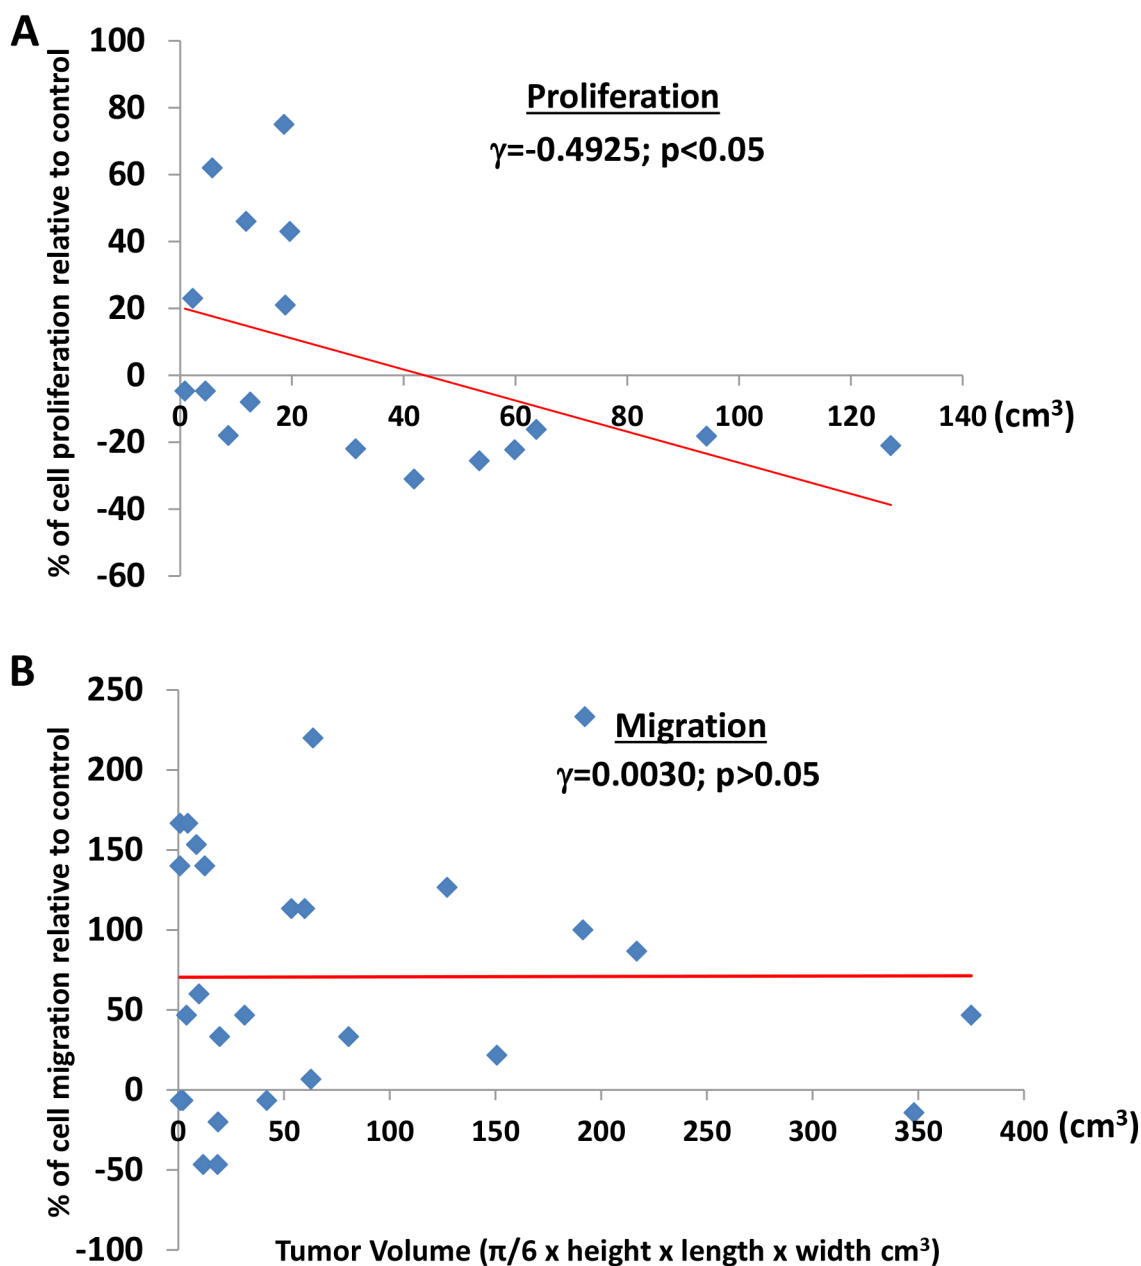 A
% of cell proliferation relative to control
100
80
60
40
20
0
-20
-40
-60
Proliferation
γ=-0.4925; p<0.05
0 20 40 60 80 100 120 140 (cm³)
B
% of cell migration relative to control
250
200
150
100
50
0
-50
-100
Migration
γ=0.0030; p>0.05
0 50 100 150 200 250 300 350 400 (cm³)
Tumor Volume (π/6 x height x length x width cm³)